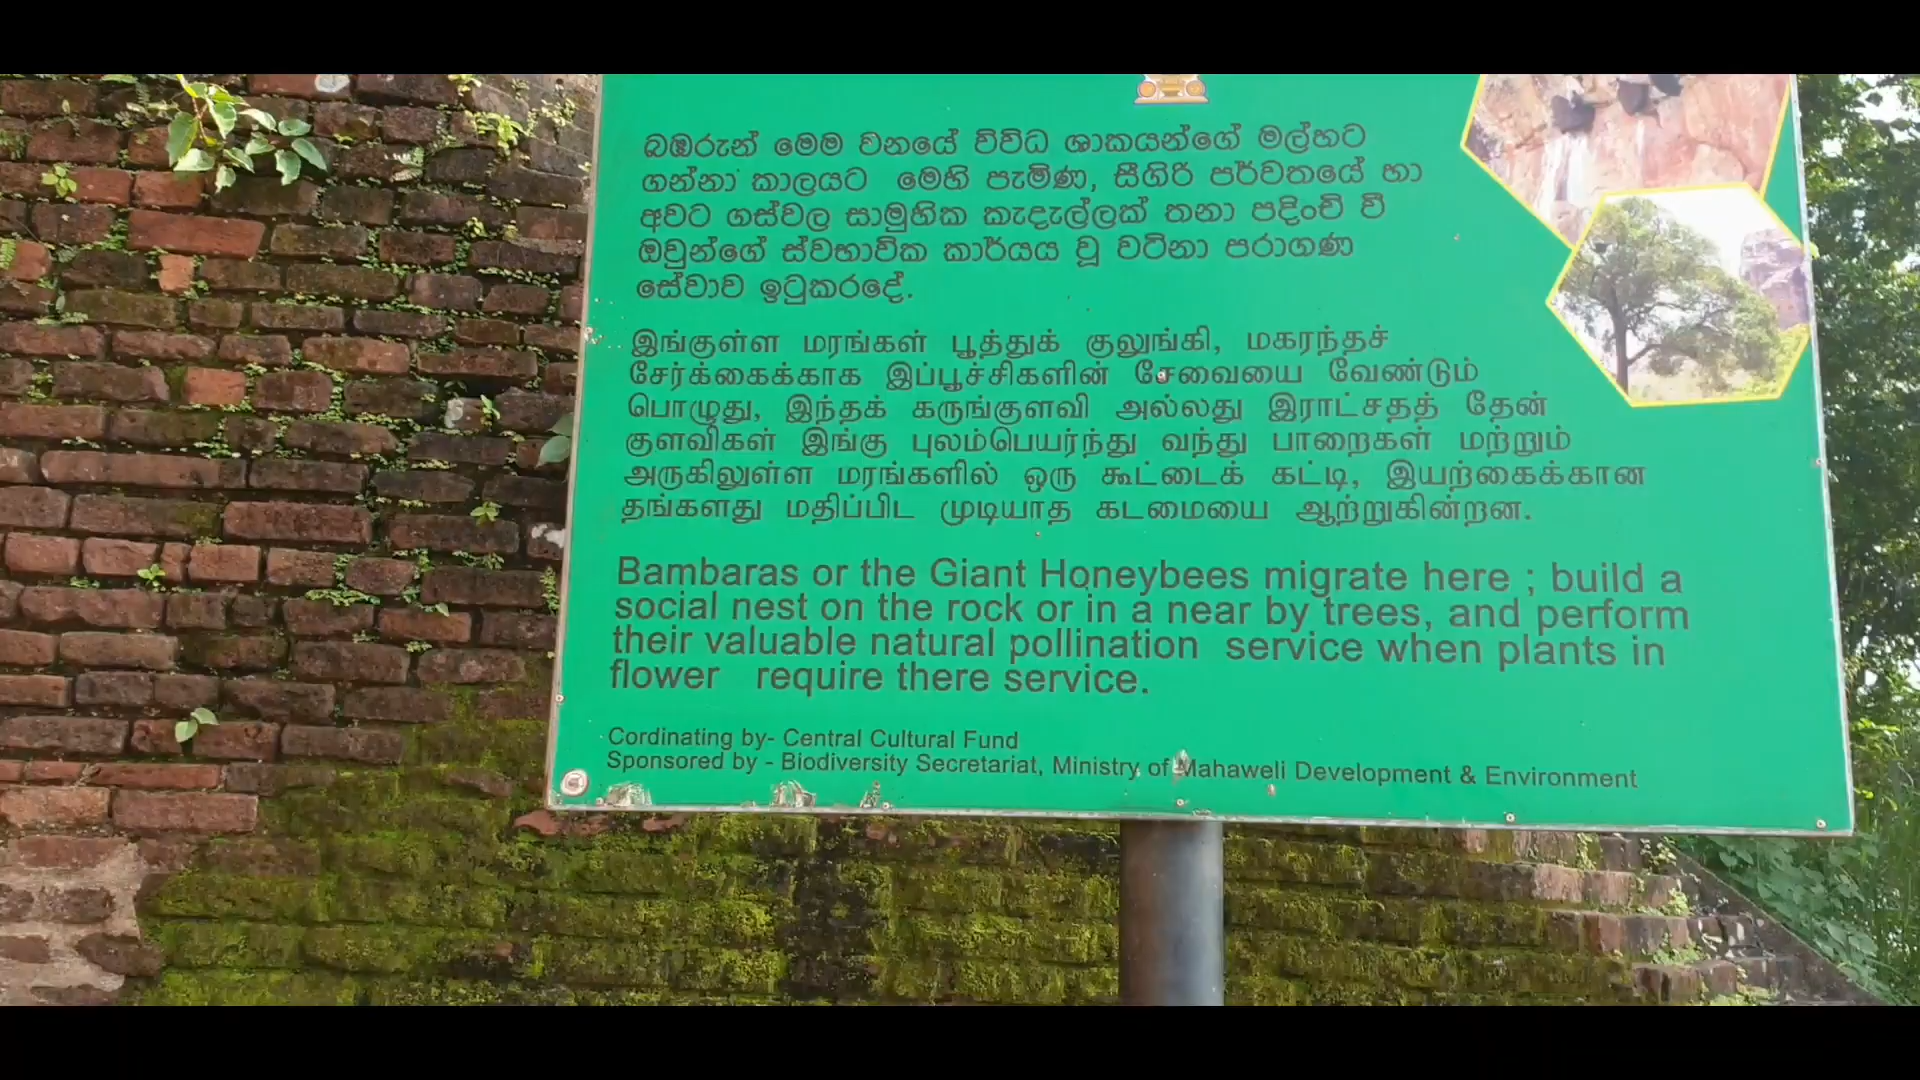 බඹරුන් මෙම වනයේ විවිධ ශාකයන්ගේ මල්හට
ගන්නා කාලයට මෙහි පැමිණ, සීගිරි පර්වතයේ හා
අවට ගස්වල සාමුහික කැදැල්ලක් තනා පදිංචි වී
ඔවුන්ගේ ස්වභාවික කාර්යය වූ වටිනා පරාගණ
සේවාව ඉටුකරදේ.
இங்குள்ள மரங்கள் பூத்துக் குலுங்கி, மகரந்தச்
சேர்க்கைக்காக இப்பூச்சிகளின் சேவையை வேண்டும்
பொழுது, இந்தக் கருங்குளவி அல்லது இராட்சதத் தேன்
குளவிகள் இங்கு புலம்பெயர்ந்து வந்து பாறைகள் மற்றும்
அருகிலுள்ள மரங்களில் ஒரு கூட்டைக் கட்டி, இயற்கைக்கான
தங்களது மதிப்பிட முடியாத கடமையை ஆற்றுகின்றன.
Bambaras or the Giant Honeybees migrate here ; build a
social nest on the rock or in a near by trees, and perform
their valuable natural pollination service when plants in
flower require there service.
Cordinating by- Central Cultural Fund
Sponsored by - Biodiversity Secretariat, Ministry of Mahaweli Development & Environment